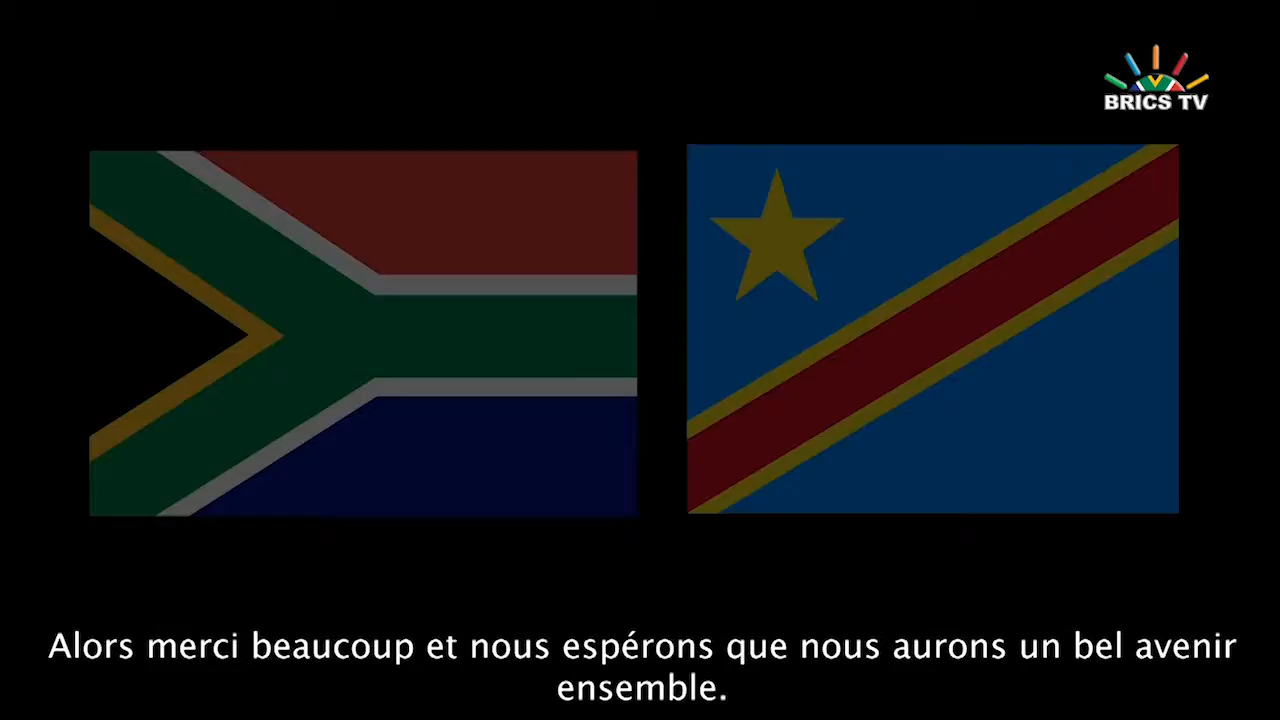 BRICS TV
Alors merci beaucoup et nous espérons que nous aurons un bel avenir
ensemble.